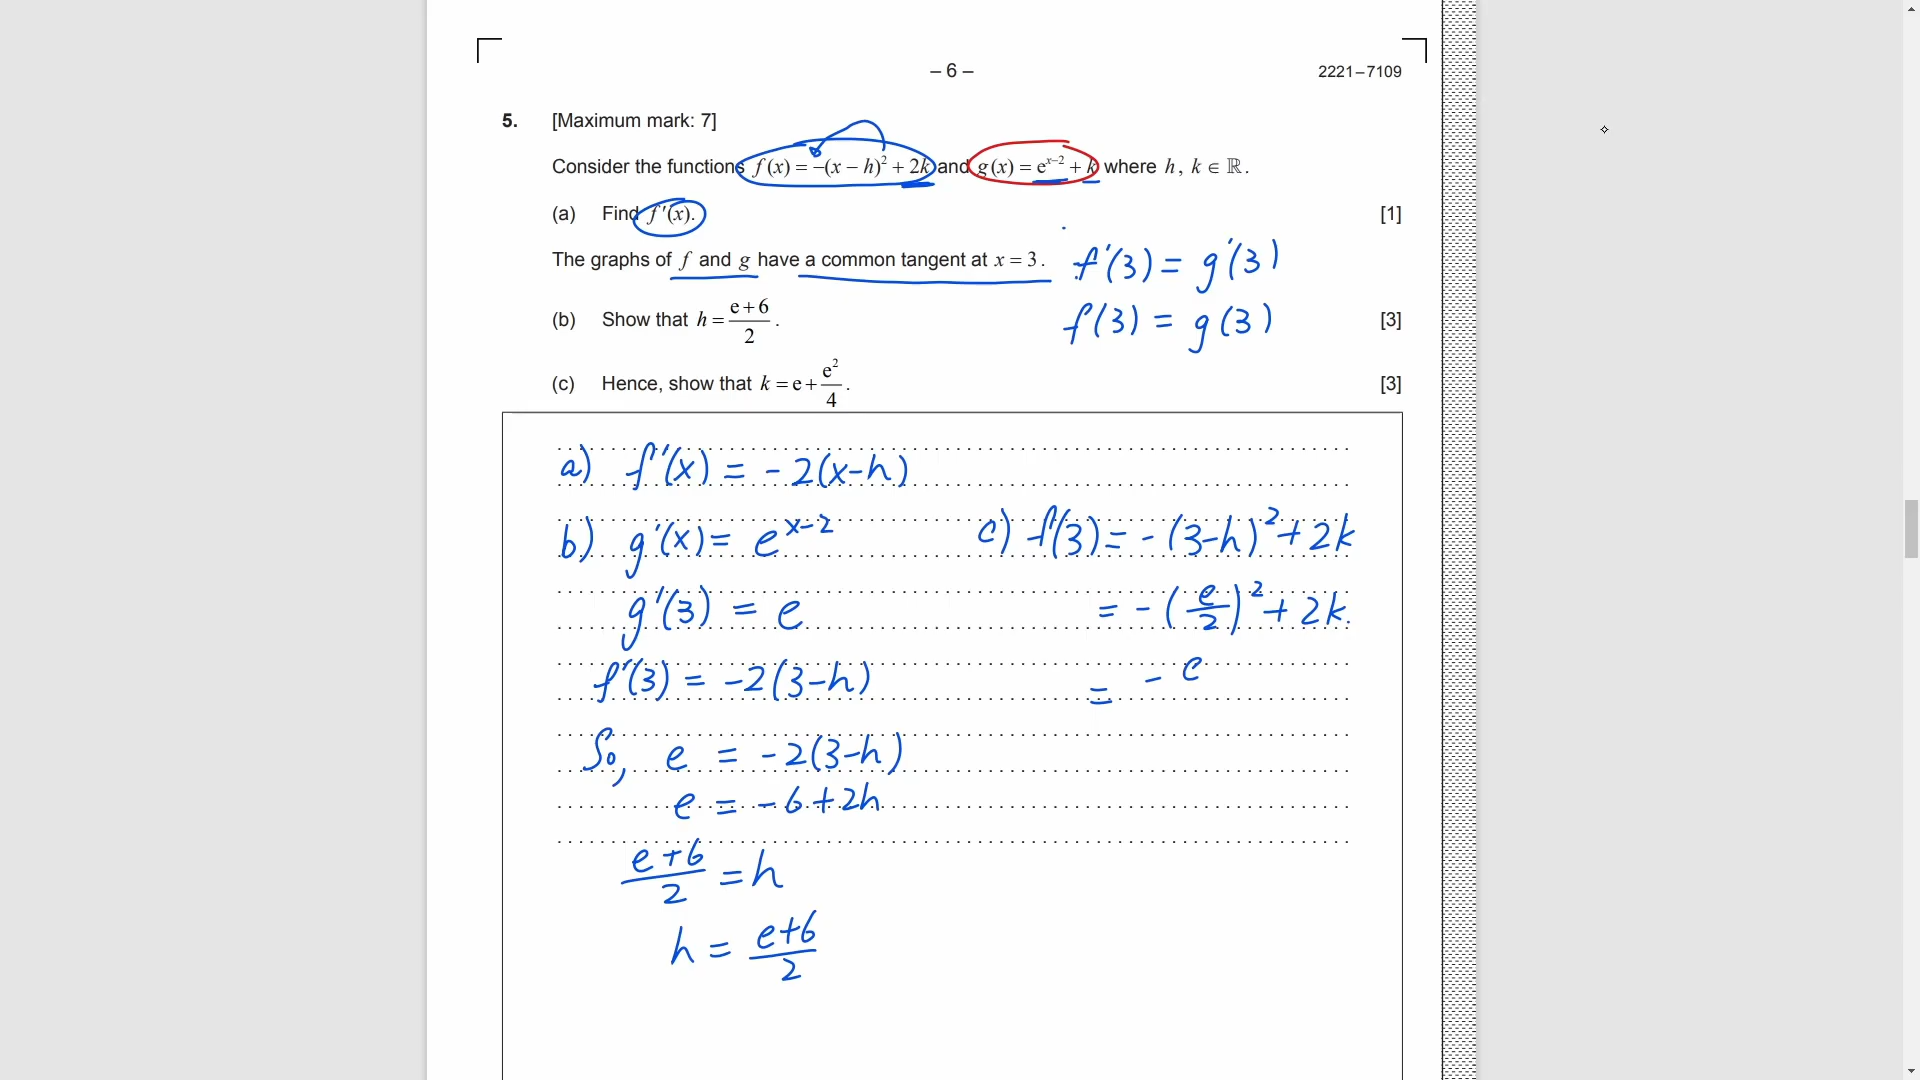 – 6 –
2221 – 7109
5. [Maximum mark: 7]
Consider the functions f(x) = −(x − h)² + 2k and g(x) = e^{x−2} + k where h, k ∈ ℝ.
(a) Find f′(x). [1]
The graphs of f and g have a common tangent at x = 3. f'(3) = g'(3)
f(3) = g(3)
(b) Show that h = (e + 6)/2. [3]
(c) Hence, show that k = e + e²/4. [3]
a) f'(x) = -2(x-h)
b) g'(x) = e^{x-2}
g'(3) = e
f'(3) = -2(3-h)
So, e = -2(3-h)
e = -6+2h
(e+6)/2 = h
h = (e+6)/2
c) f(3) = -(3-h)²+2k
= -(e/2)²+2k.
= - e